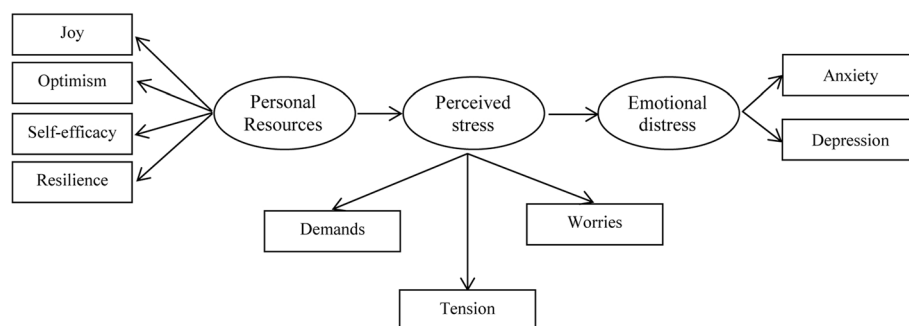 Joy
Optimism
Self-efficacy
Resilience
Personal
Resources
Perceived
stress
Emotional
distress
Anxiety
Depression
Demands
Worries
Tension